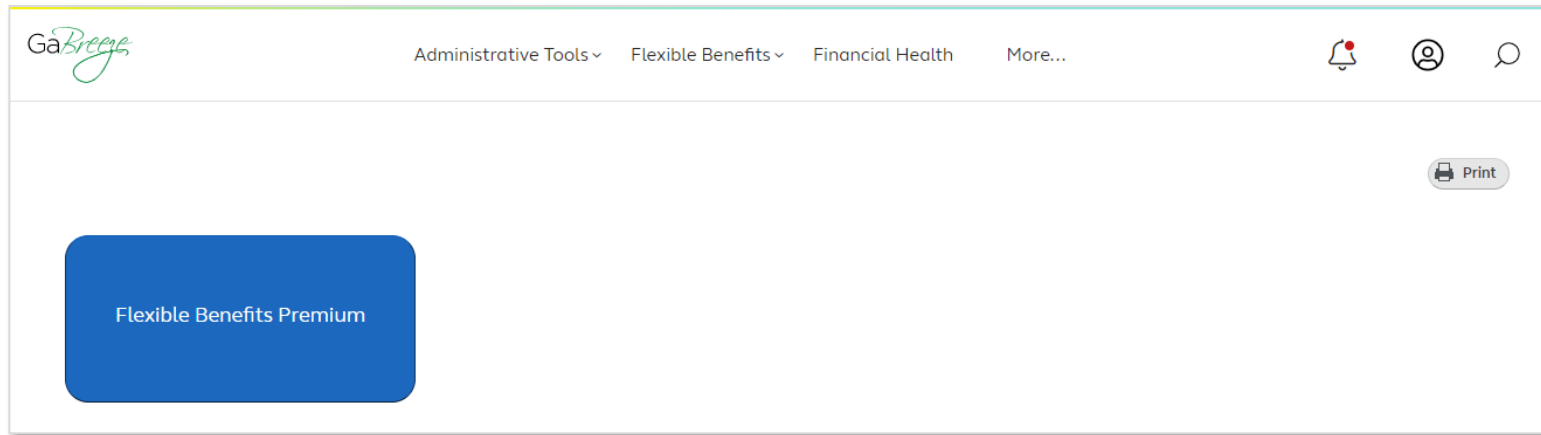 GaBreeze
Administrative Tools Flexible Benefits Financial Health More...
Print
Flexible Benefits Premium